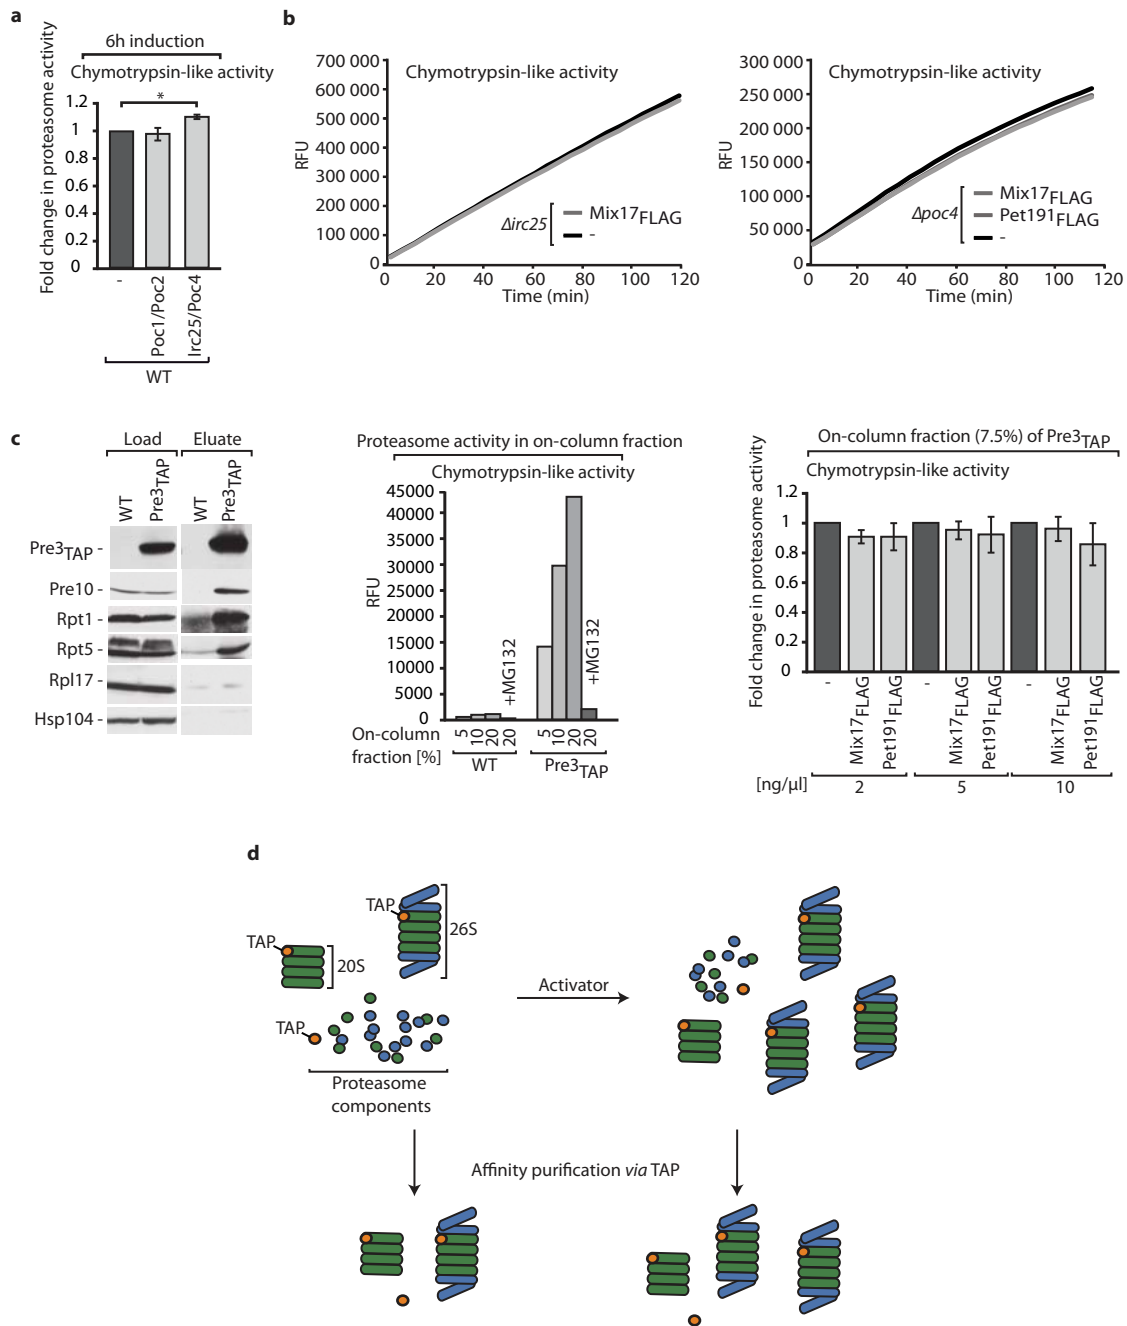 a
6h induction
Chymotrypsin-like activity
*
Fold change in proteasome activity
1.2
1
0.8
0.6
0.4
0.2
0
-
Poc1/Poc2
Irc25/Poc4
WT
b
Chymotrypsin-like activity
RFU
700 000
600 000
500 000
400 000
300 000
200 000
100 000
0
0 20 40 60 80 100 120
Time (min)
Δirc25
Mix17FLAG
-
Chymotrypsin-like activity
RFU
300 000
250 000
200 000
150 000
100 000
50 000
0
0 20 40 60 80 100 120
Time (min)
Δpoc4
Mix17FLAG
Pet191FLAG
-
c
Load Eluate
WT Pre3TAP WT Pre3TAP
Pre3TAP -
Pre10 -
Rpt1 -
Rpt5 -
Rpl17 -
Hsp104 -
Proteasome activity in on-column fraction
Chymotrypsin-like activity
RFU
45000
40000
35000
30000
25000
20000
15000
10000
5000
0
+MG132
+MG132
On-column fraction [%]
5 10 20 20 5 10 20 20
WT Pre3TAP
On-column fraction (7.5%) of Pre3TAP
Chymotrypsin-like activity
Fold change in proteasome activity
1.2
1
0.8
0.6
0.4
0.2
0
- Mix17FLAG Pet191FLAG - Mix17FLAG Pet191FLAG - Mix17FLAG Pet191FLAG
[ng/µl] 2 5 10
d
TAP
26S
TAP
20S
Activator
TAP
Proteasome
components
Affinity purification via TAP